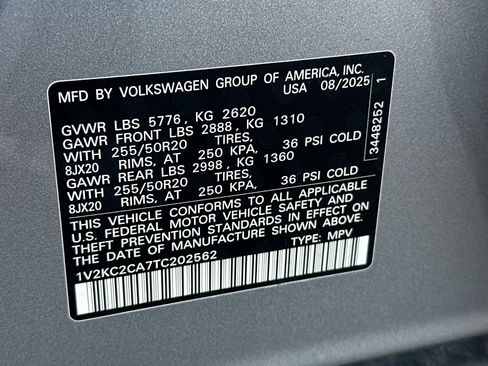 MFD BY VOLKSWAGEN GROUP OF AMERICA, INC.
USA 08/2025
GVWR LBS 5776, KG 2620
GAWR FRONT LBS 2888, KG 1310
WITH 255/50R20 TIRES,
8JX20 RIMS, AT 250 KPA, 36 PSI COLD
GAWR REAR LBS 2998, KG 1360
WITH 255/50R20 TIRES,
8JX20 RIMS, AT 250 KPA, 36 PSI COLD
THIS VEHICLE CONFORMS TO ALL APPLICABLE
U.S. FEDERAL MOTOR VEHICLE SAFETY AND
THEFT PREVENTION STANDARDS IN EFFECT ON
THE DATE OF MANUFACTURE SHOWN ABOVE.
1V2KC2CA7TC202562 TYPE: MPV
3448252 1